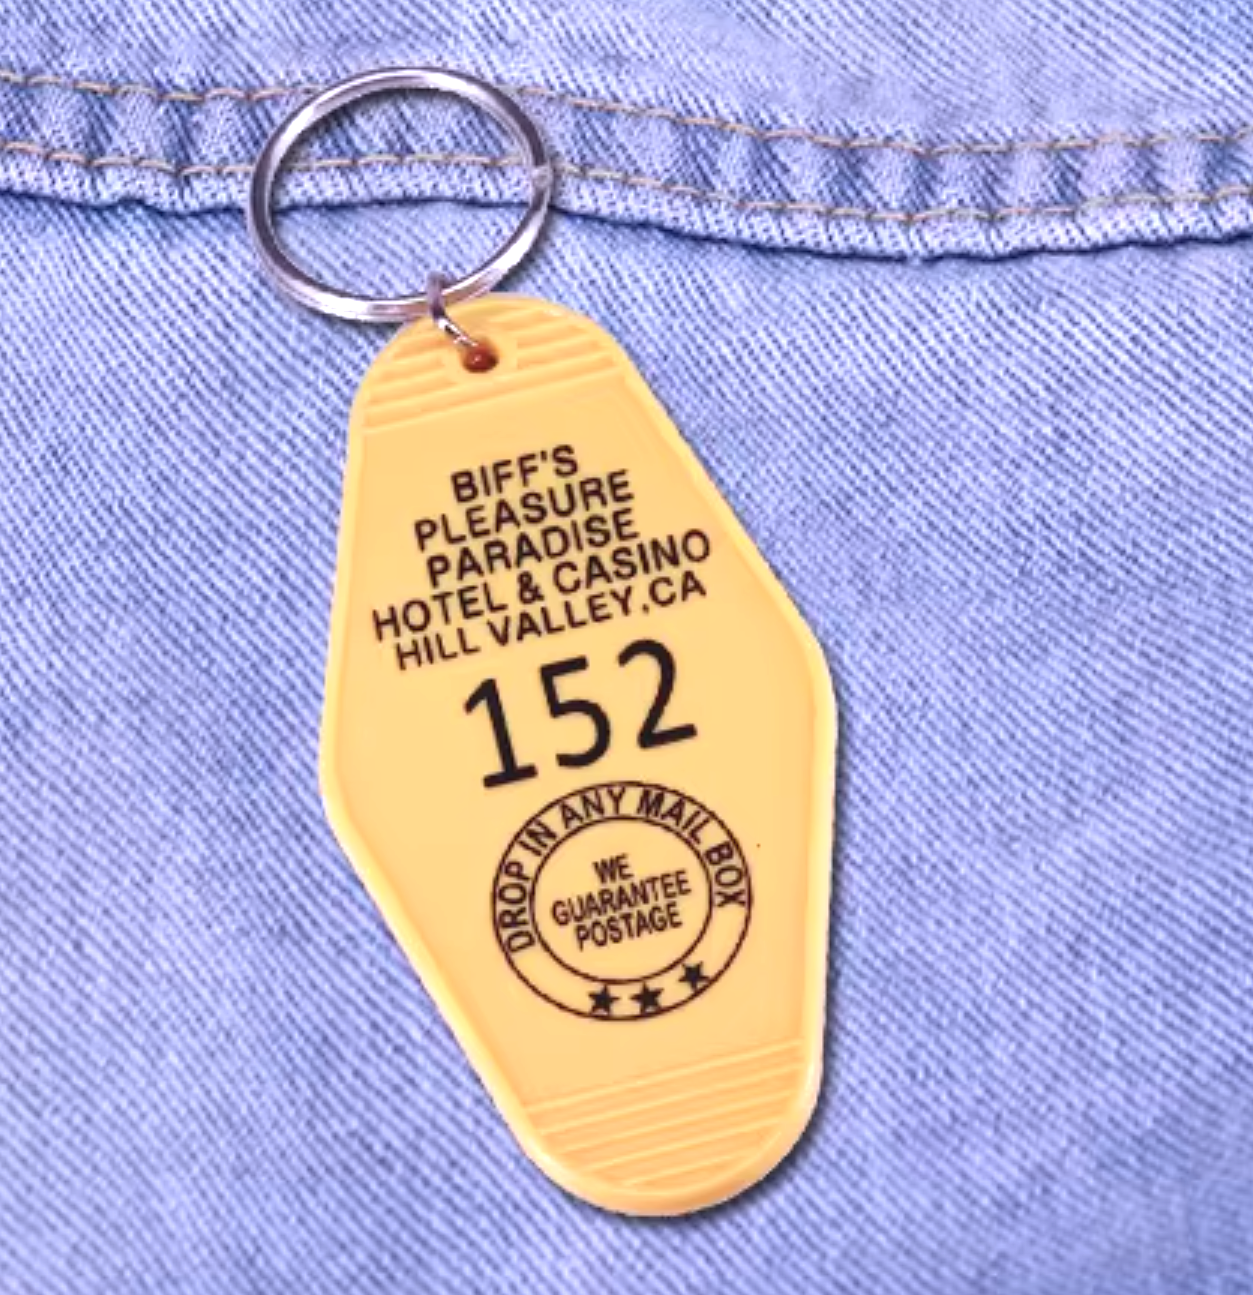 BIFF'S
PLEASURE
PARADISE
HOTEL & CASINO
HILL VALLEY,CA
152
DROP IN ANY MAIL BOX
WE
GUARANTEE
POSTAGE